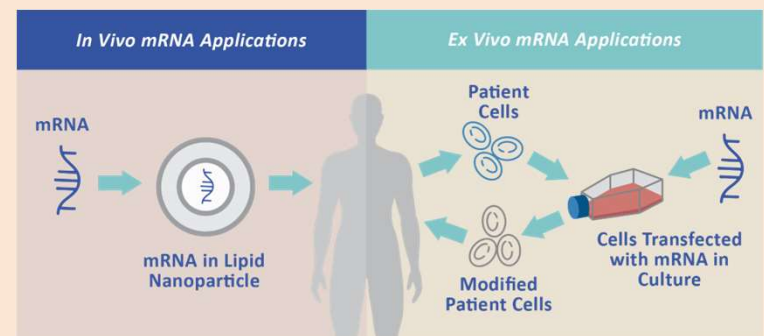 In Vivo mRNA Applications
Ex Vivo mRNA Applications
mRNA
mRNA in Lipid
Nanoparticle
Patient
Cells
mRNA
Modified
Patient Cells
Cells Transfected
with mRNA in
Culture